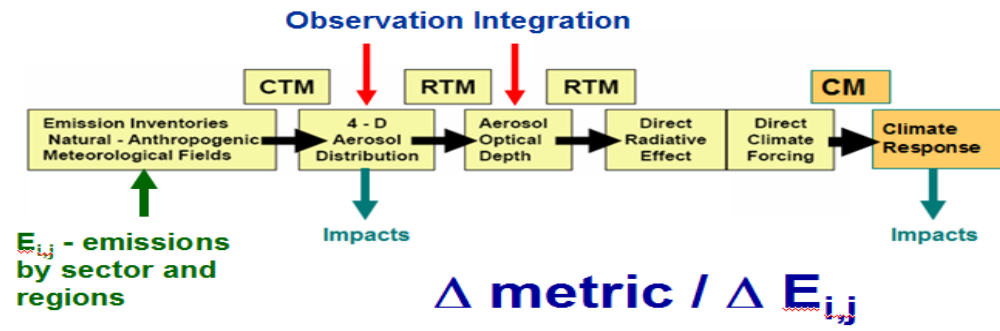 Observation Integration
CTM
RTM
RTM
CM
Emission Inventories
Natural - Anthropogenic
Meteorological Fields
4 - D
Aerosol
Distribution
Aerosol
Optical
Depth
Direct
Radiative
Effect
Direct
Climate
Forcing
Climate
Response
Impacts
Impacts
Ei,j - emissions
by sector and
regions
Δ metric / Δ Ei,j